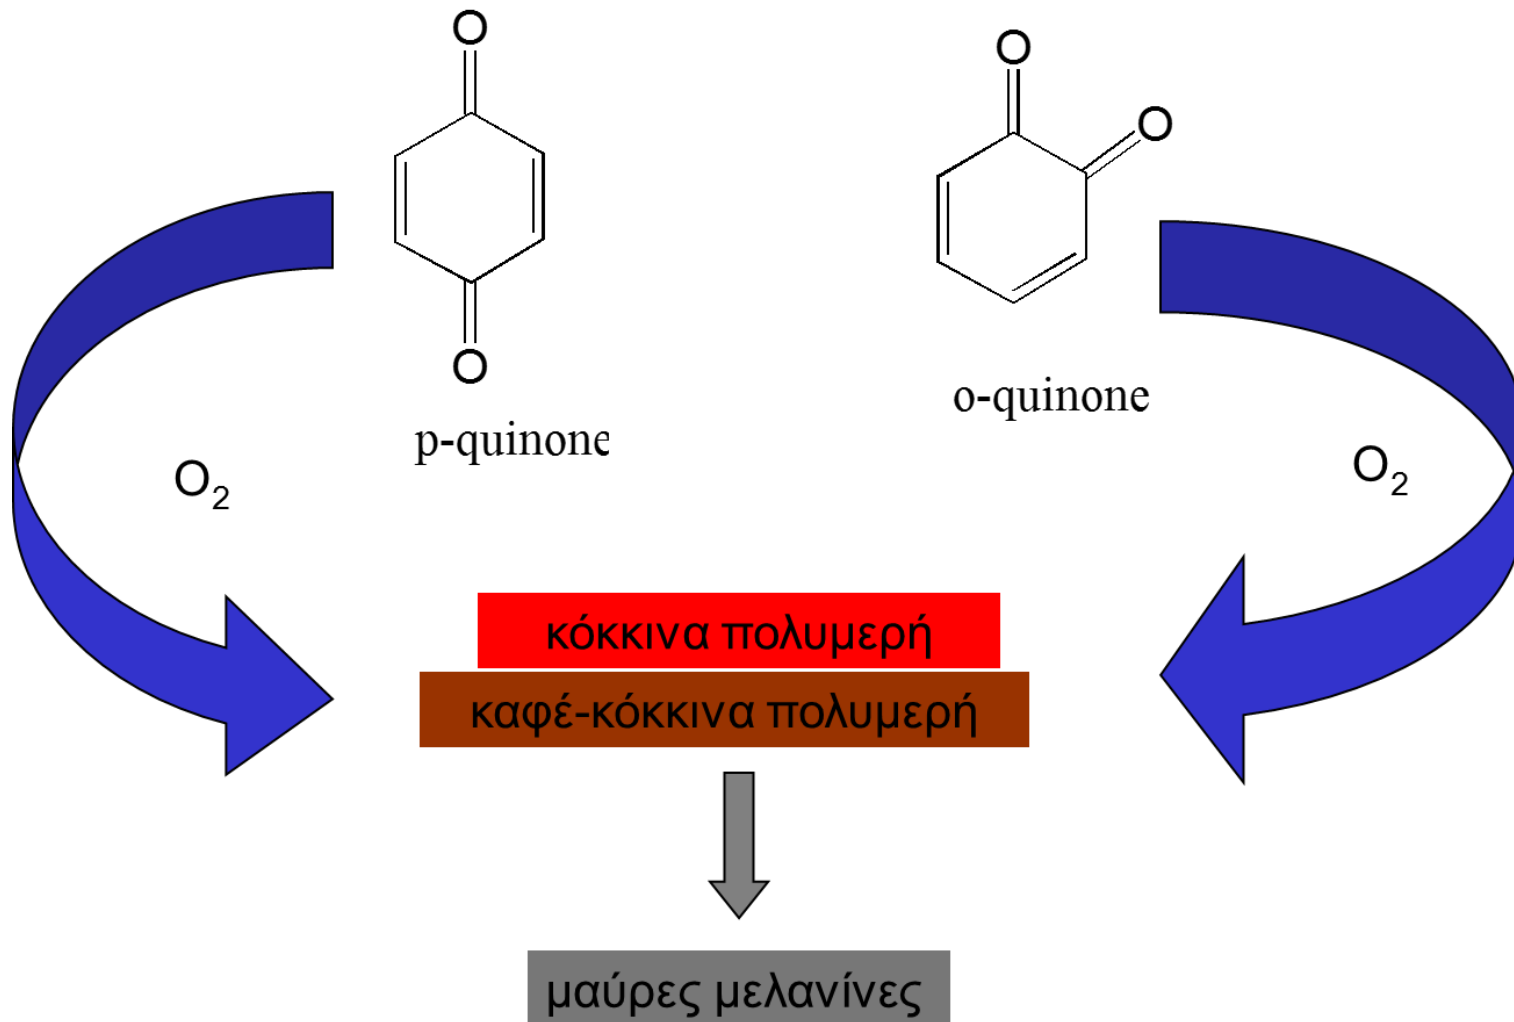 O
O
O
O
o-quinone
p-quinone
O₂
O₂
κόκκινα πολυμερή
καφέ-κόκκινα πολυμερή
μαύρες μελανίνες